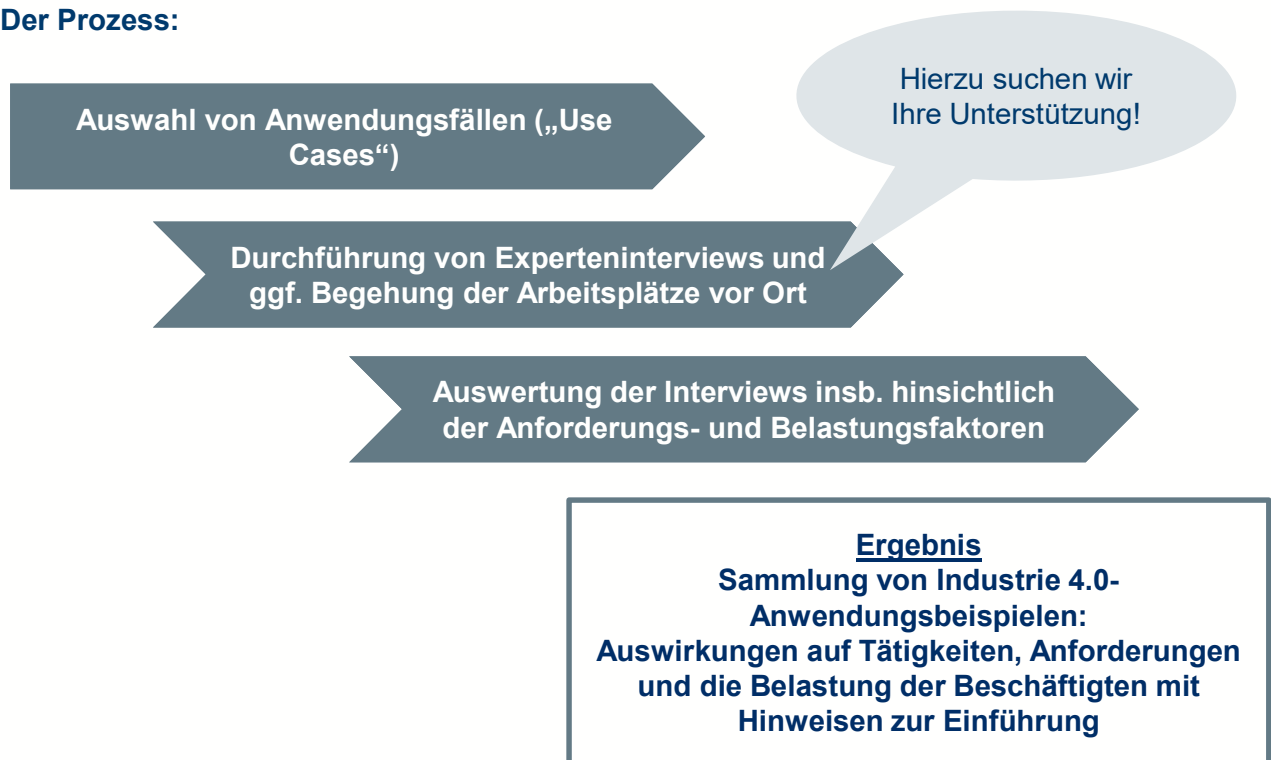 Der Prozess:
Hierzu suchen wir
Ihre Unterstützung!
Auswahl von Anwendungsfällen („Use
Cases“)
Durchführung von Experteninterviews und
ggf. Begehung der Arbeitsplätze vor Ort
Auswertung der Interviews insb. hinsichtlich
der Anforderungs- und Belastungsfaktoren
Ergebnis
Sammlung von Industrie 4.0-
Anwendungsbeispielen:
Auswirkungen auf Tätigkeiten, Anforderungen
und die Belastung der Beschäftigten mit
Hinweisen zur Einführung